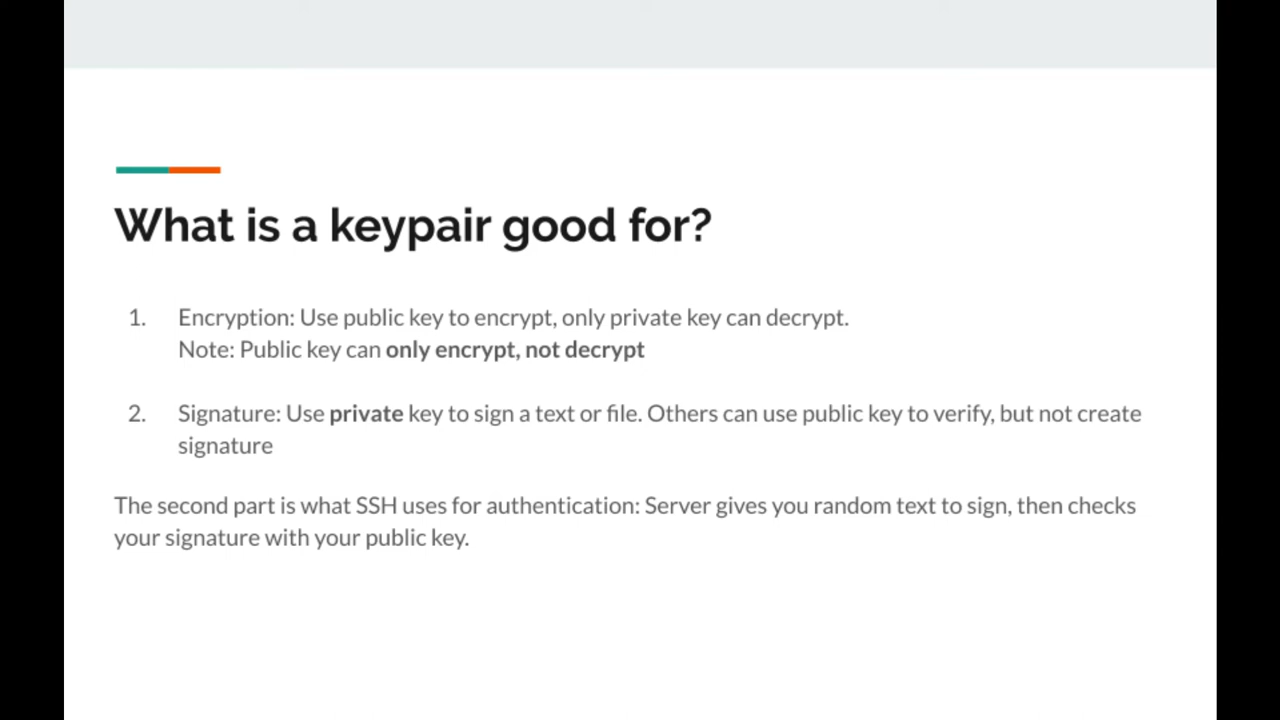 What is a keypair good for?
1. Encryption: Use public key to encrypt, only private key can decrypt.
Note: Public key can only encrypt, not decrypt
2. Signature: Use private key to sign a text or file. Others can use public key to verify, but not create
signature
The second part is what SSH uses for authentication: Server gives you random text to sign, then checks
your signature with your public key.